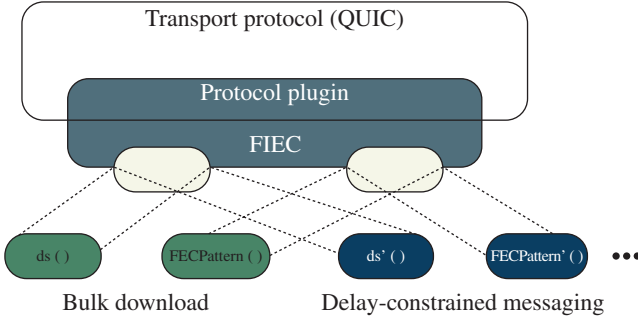 Transport protocol (QUIC)
Protocol plugin
FIEC
ds ( )
FECPattern ( )
ds’ ( )
FECPattern’ ( )
•••
Bulk download
Delay-constrained messaging